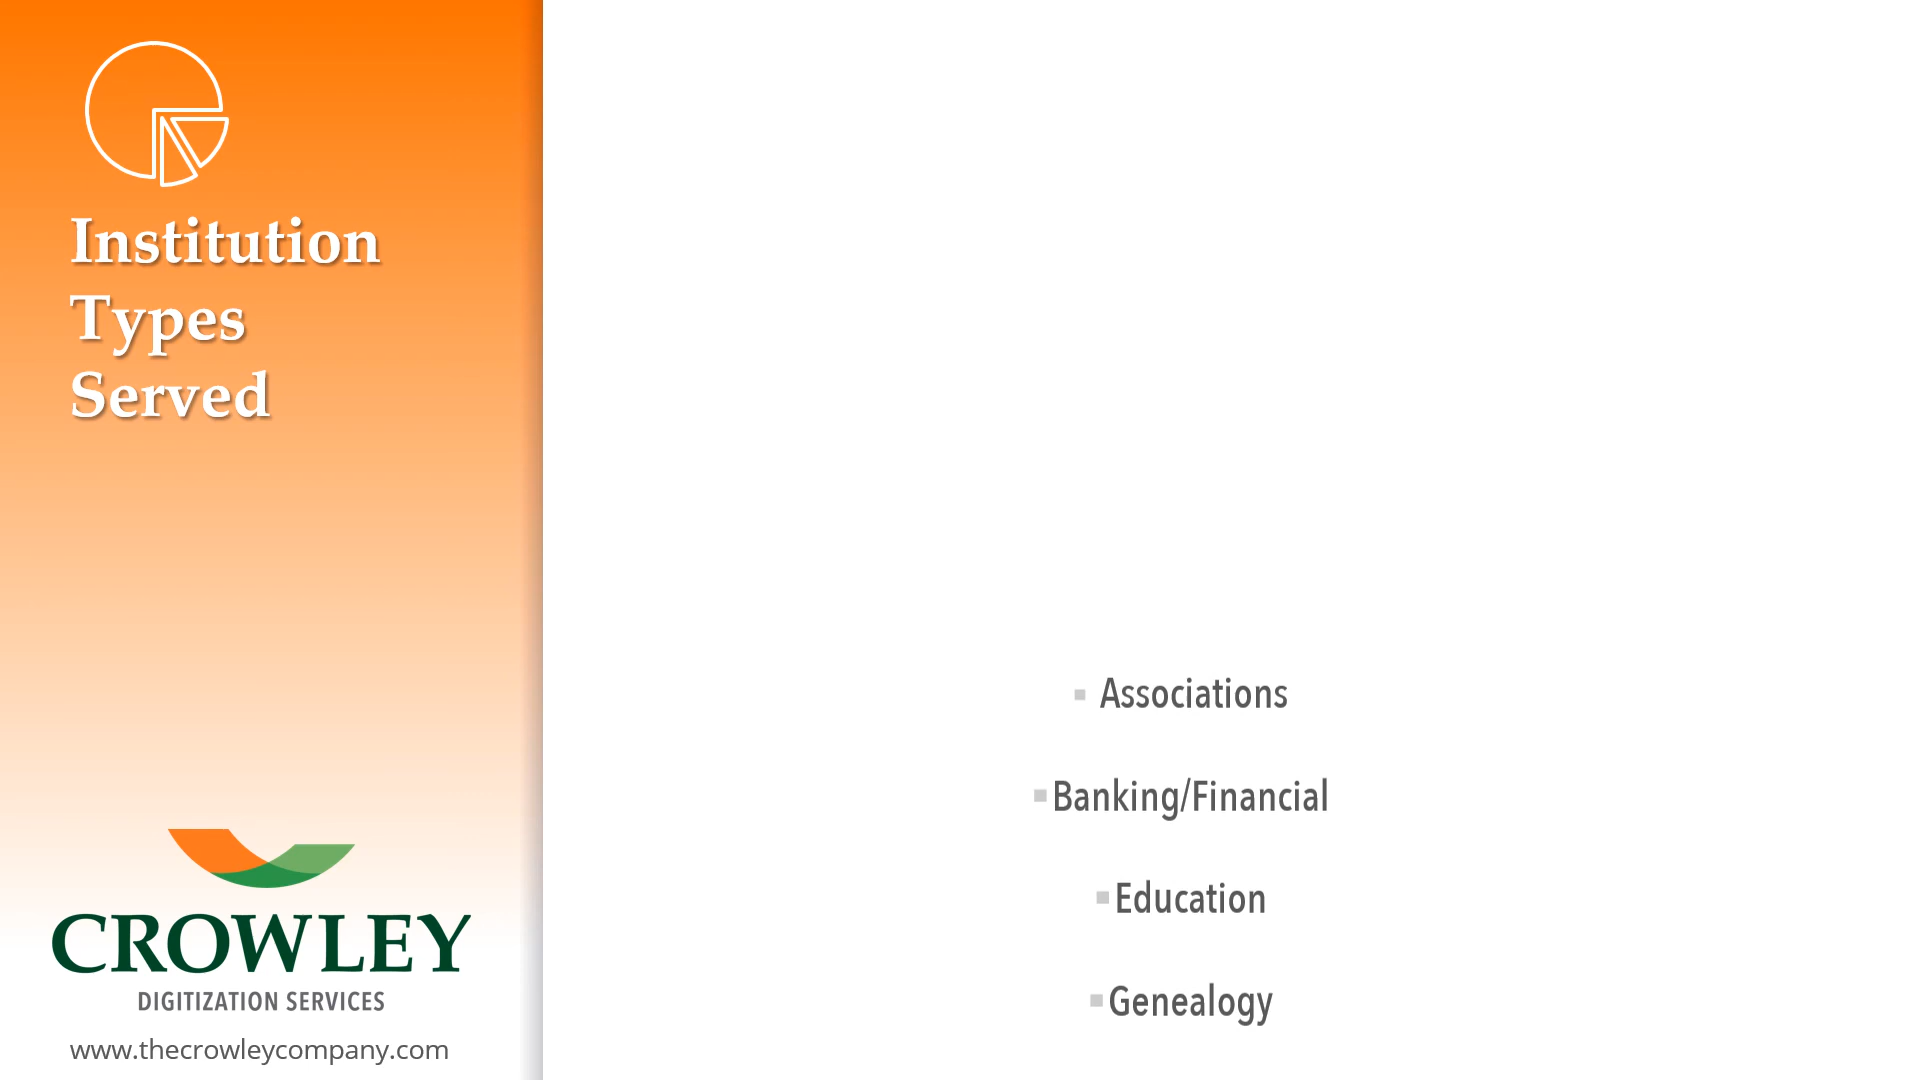 Institution
Types
Served
CROWLEY
DIGITIZATION SERVICES
www.thecrowleycompany.com
▪ Associations
▪ Banking/Financial
▪ Education
▪ Genealogy